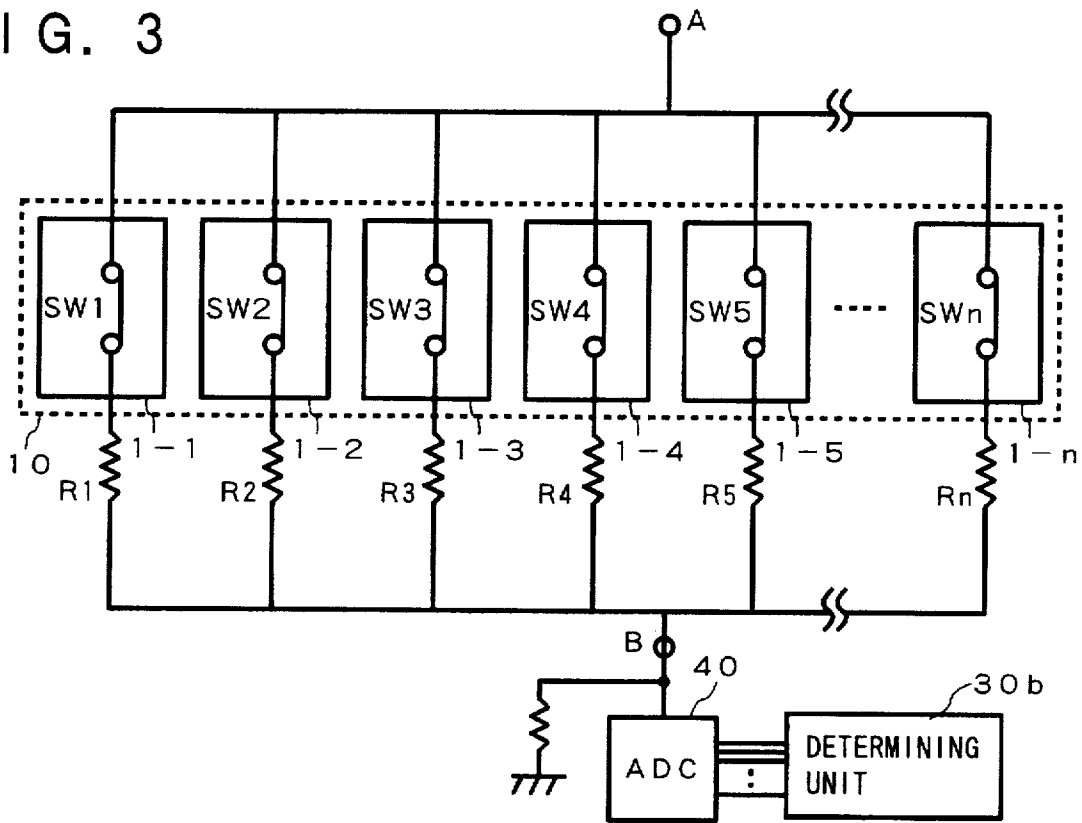 I G. 3
A
SW1 SW2 SW3 SW4 SW5 SWn
10 1-1 1-2 1-3 1-4 1-5 1-n
R1 R2 R3 R4 R5 Rn
B
40
30b
ADC
DETERMINING
UNIT